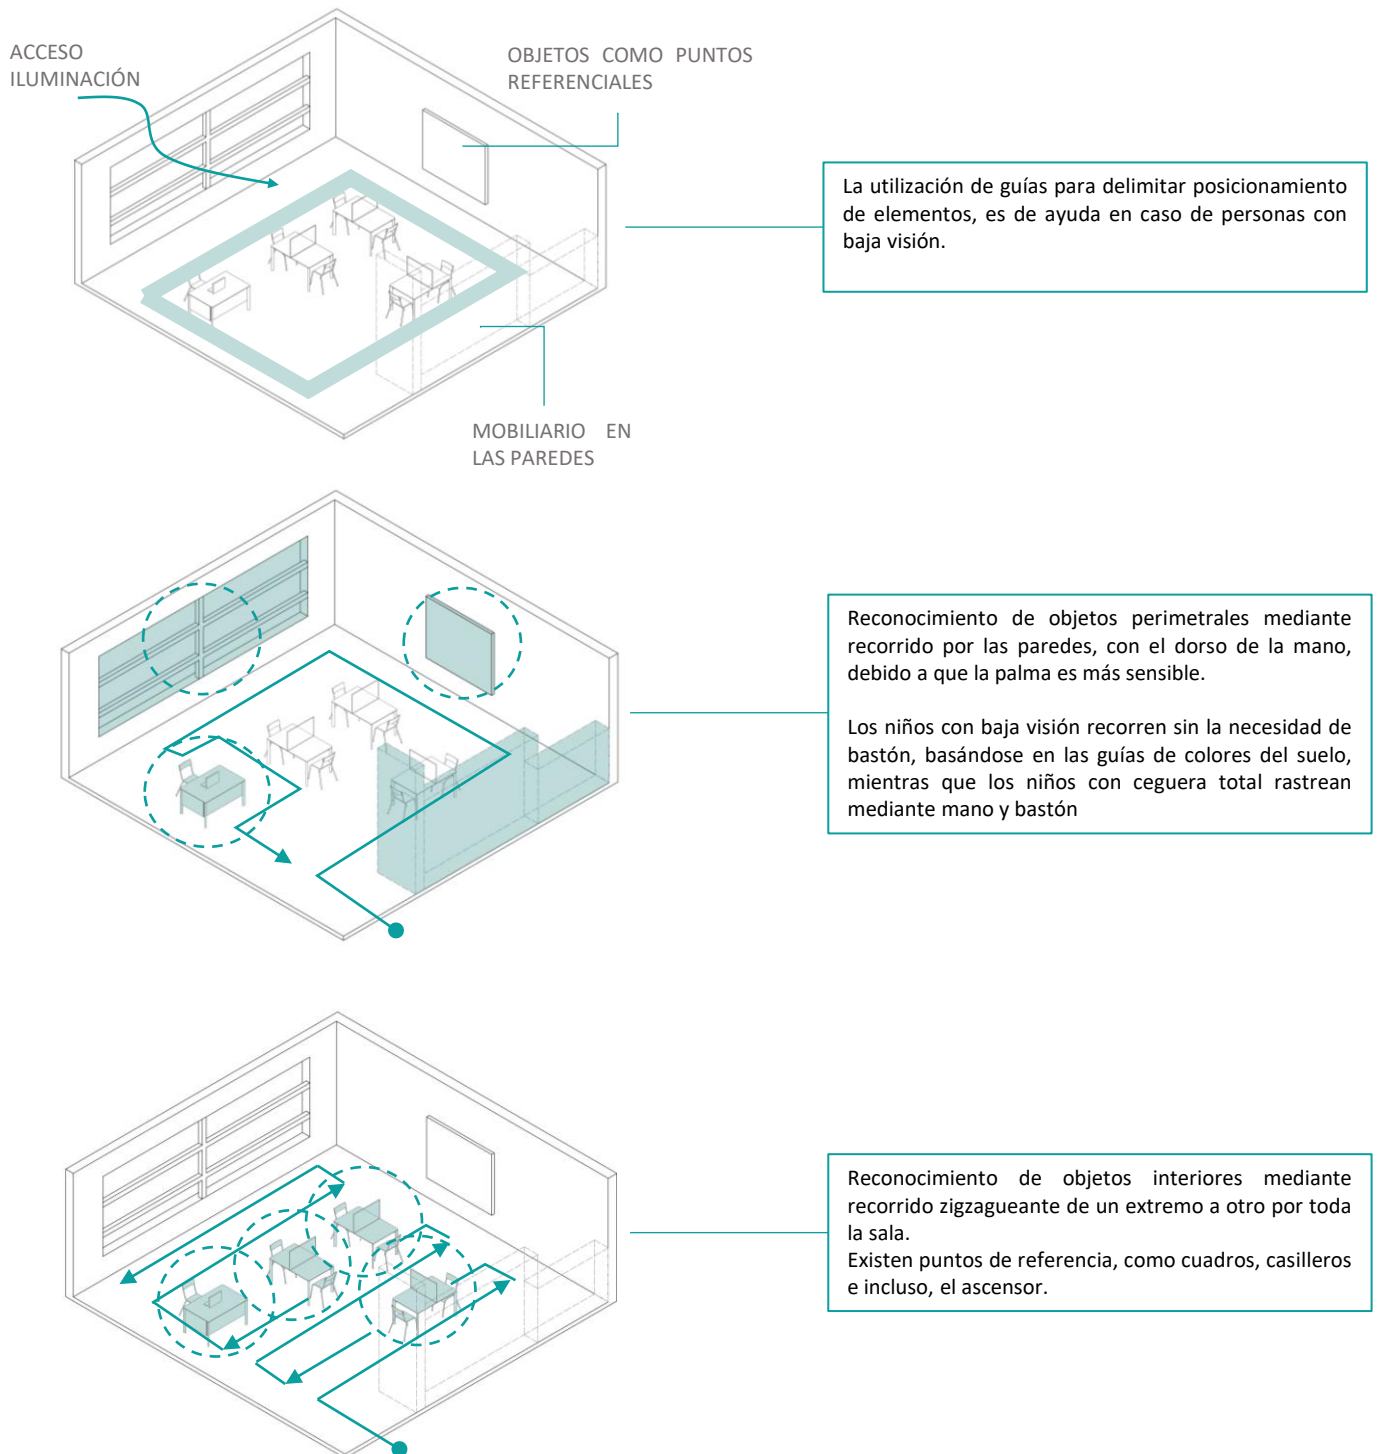 ACCESO
ILUMINACIÓN
OBJETOS COMO PUNTOS
REFERENCIALES
La utilización de guías para delimitar posicionamiento
de elementos, es de ayuda en caso de personas con
baja visión.
MOBILIARIO EN
LAS PAREDES
Reconocimiento de objetos perimetrales mediante
recorrido por las paredes, con el dorso de la mano,
debido a que la palma es más sensible.
Los niños con baja visión recorren sin la necesidad de
bastón, basándose en las guías de colores del suelo,
mientras que los niños con ceguera total rastrean
mediante mano y bastón
Reconocimiento de objetos interiores mediante
recorrido zigzagueante de un extremo a otro por toda
la sala.
Existen puntos de referencia, como cuadros, casilleros
e incluso, el ascensor.